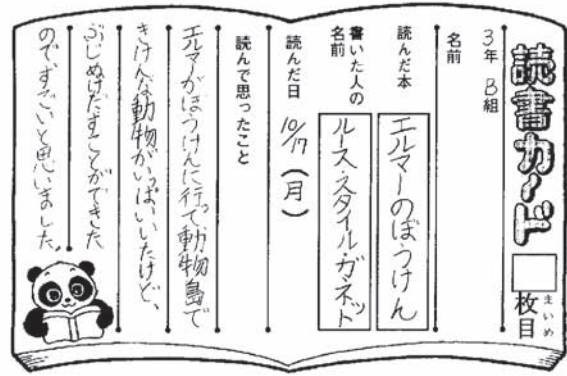 読書カード 枚目
まいめ
3年 B組
名前
読んだ本 エルマーのぼうけん
書いた人の名前 ルース・スタイル・ガネット
読んだ日 10/17(月)
読んで思ったこと
エルマーがぼうけんに行って、動物島で
きけんな動物がいっぱいいたけど、
ぶじぬけだすことができた
のですごいと思いました。